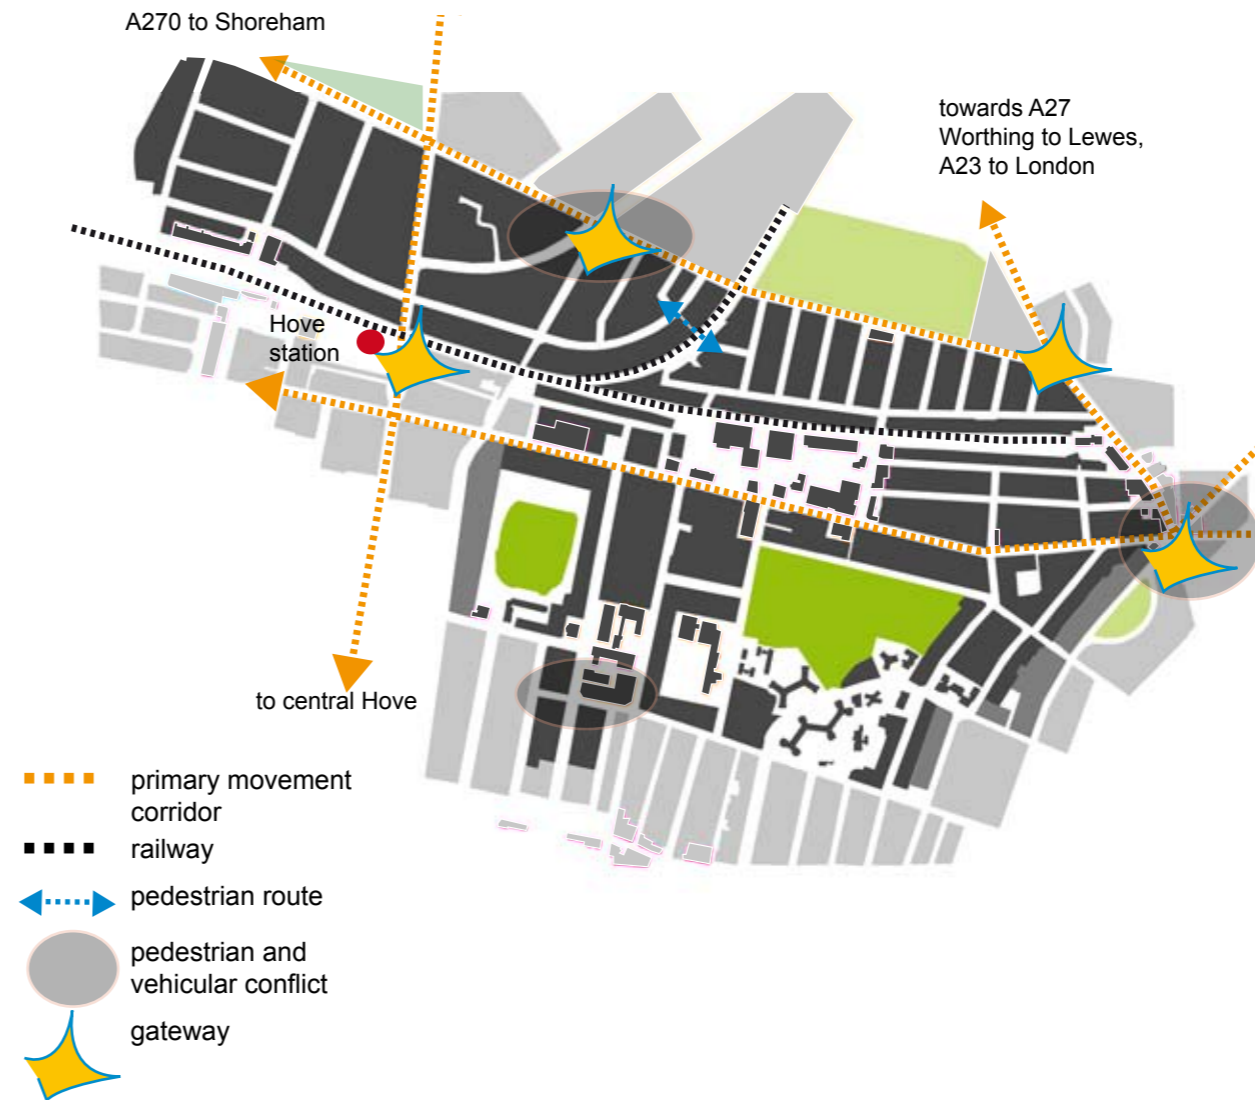 A270 to Shoreham
towards A27
Worthing to Lewes,
A23 to London
Hove
station
to central Hove
primary movement
corridor
railway
pedestrian route
pedestrian and
vehicular conflict
gateway